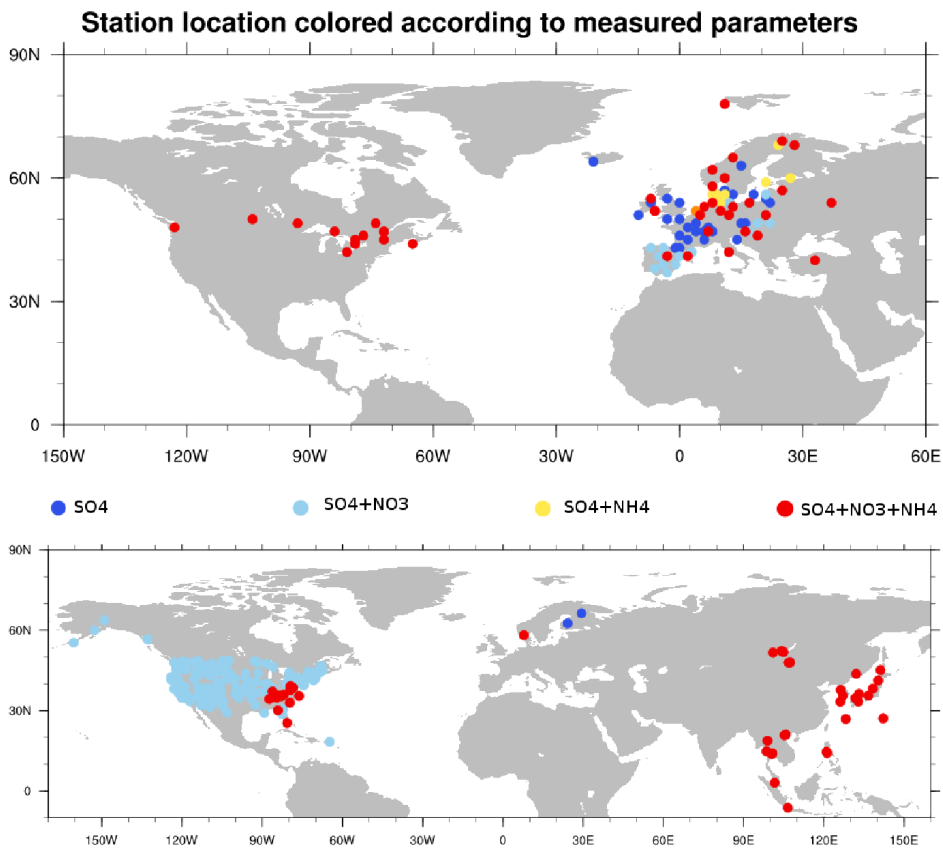 Station location colored according to measured parameters
90N
60N
30N
0
150W 120W 90W 60W 30W 0 30E 60E
SO4 SO4+NO3 SO4+NH4 SO4+NO3+NH4
90N
60N
30N
0
150W 120W 90W 60W 30W 0 30E 60E 90E 120E 150E